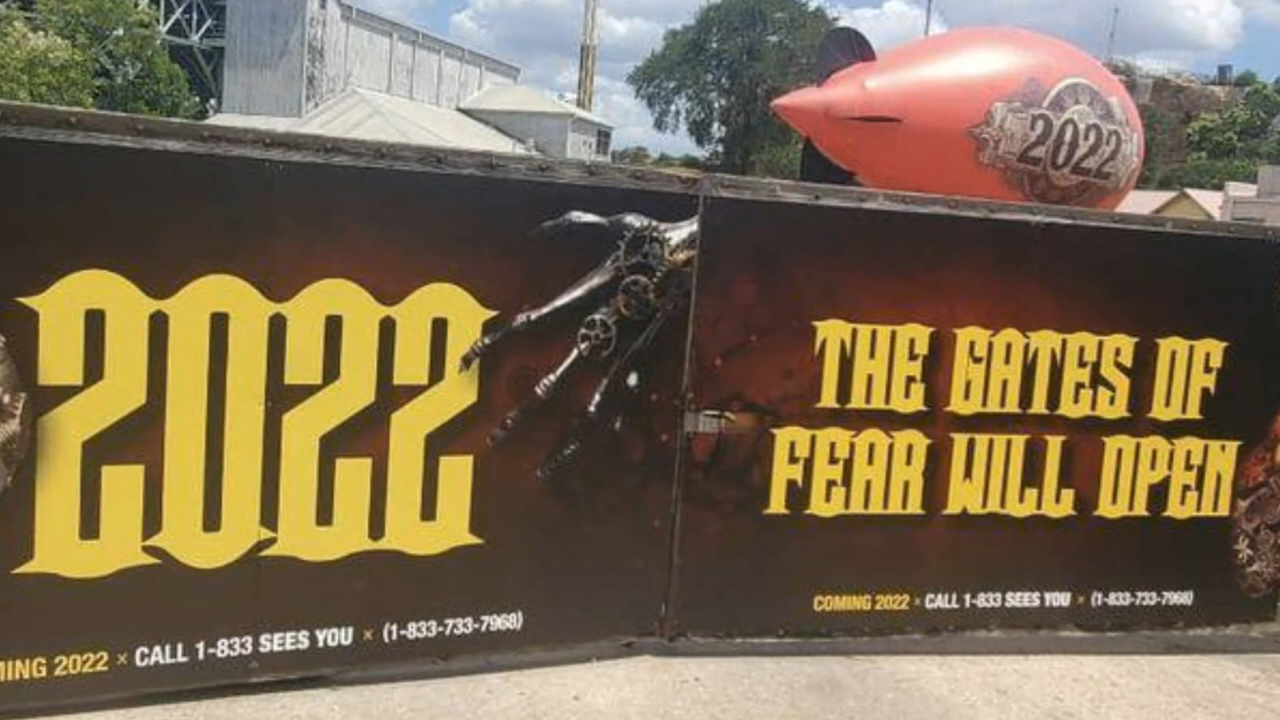 2022
2022
THE GATES OF
FEAR WILL OPEN
MING 2022 × CALL 1-833 SEES YOU × (1-833-733-7968)
COMING 2022 × CALL 1-833 SEES YOU × (1-833-733-7968)